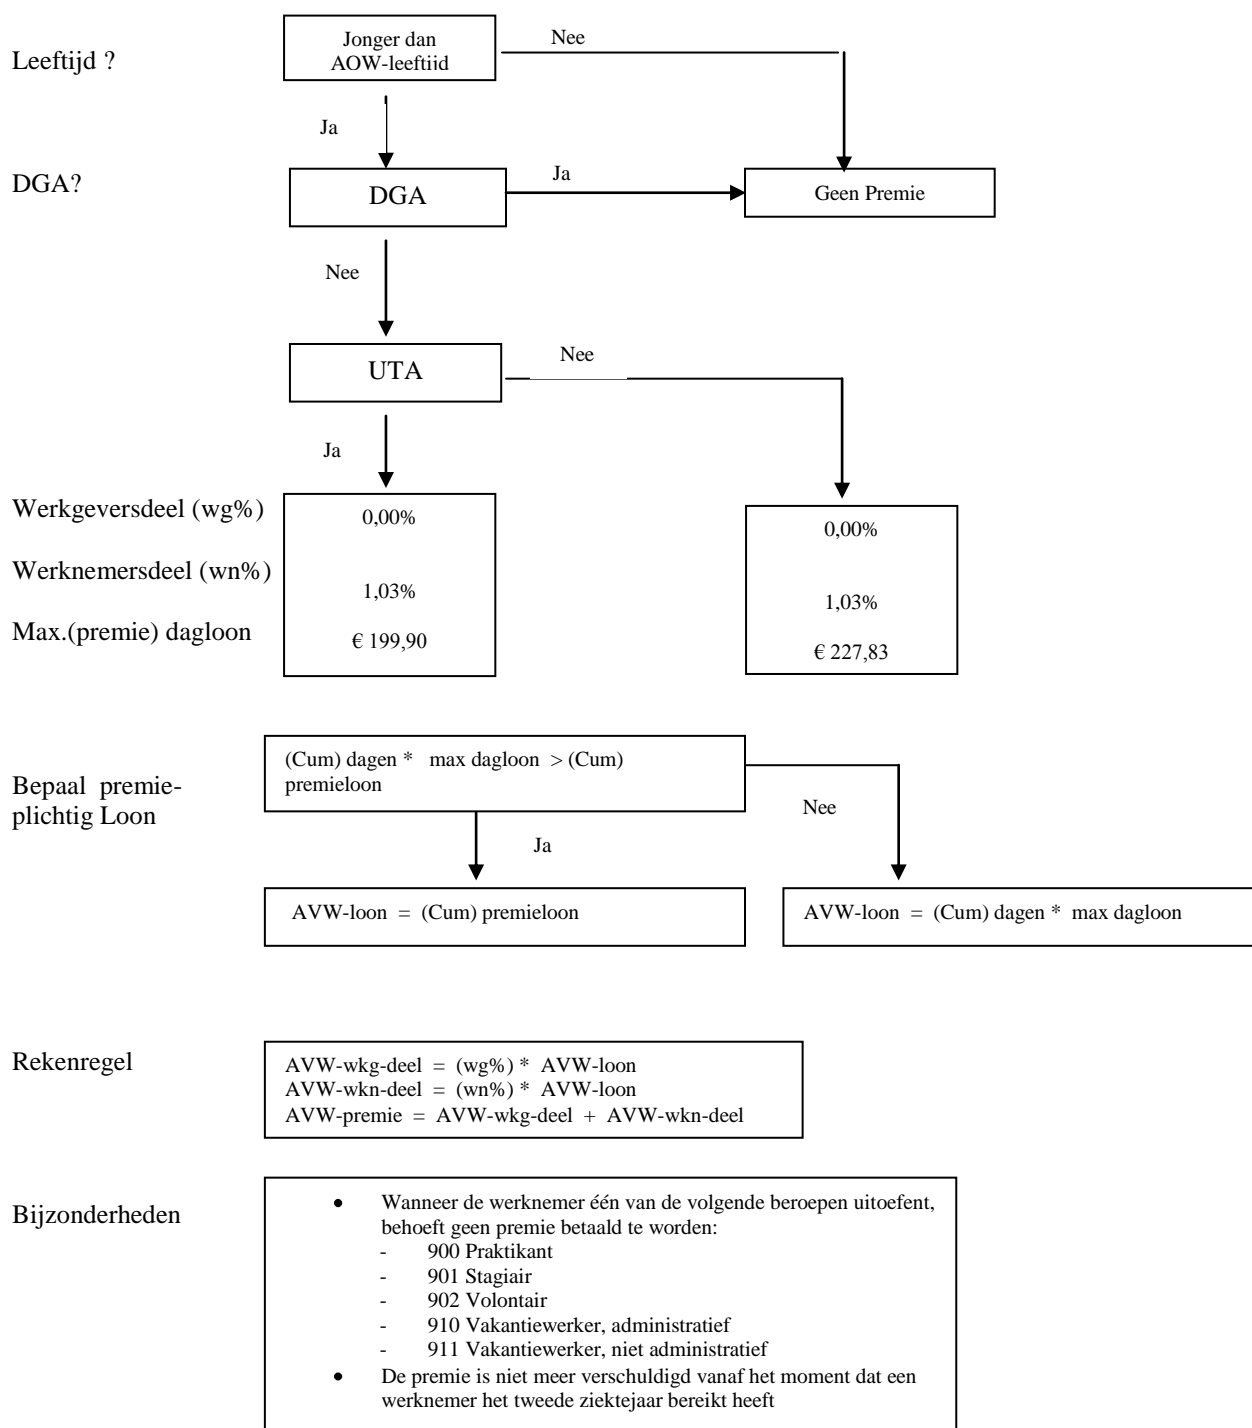 Leeftijd ?
Jonger dan
AOW-leeftiid
Nee
Ja
DGA?
DGA
Ja
Geen Premie
Nee
UTA
Nee
Ja
Werkgeversdeel (wg%)
0,00%
0,00%
Werknemersdeel (wn%)
1,03%
1,03%
Max.(premie) dagloon
€ 199,90
€ 227,83
Bepaal premie-
plichtig Loon
(Cum) dagen * max dagloon > (Cum)
premieloon
Nee
Ja
AVW-loon = (Cum) premieloon
AVW-loon = (Cum) dagen * max dagloon
Rekenregel
AVW-wkg-deel = (wg%) * AVW-loon
AVW-wkn-deel = (wn%) * AVW-loon
AVW-premie = AVW-wkg-deel + AVW-wkn-deel
Bijzonderheden
• Wanneer de werknemer één van de volgende beroepen uitoefent,
behoeft geen premie betaald te worden:
- 900 Praktikant
- 901 Stagiair
- 902 Volontair
- 910 Vakantiewerker, administratief
- 911 Vakantiewerker, niet administratief
• De premie is niet meer verschuldigd vanaf het moment dat een
werknemer het tweede ziektejaar bereikt heeft